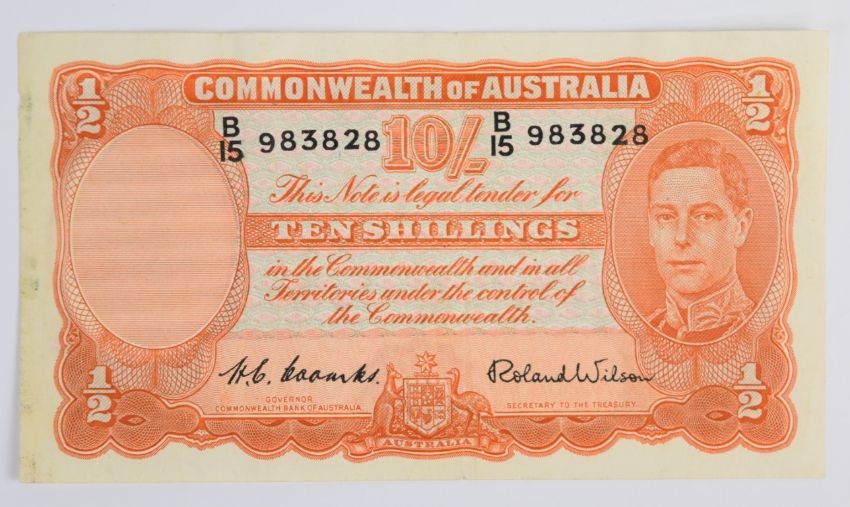 1/2
COMMONWEALTH OF AUSTRALIA
1/2
B/15 983828 10/- B/15 983828
This Note is legal tender for
TEN SHILLINGS
in the Commonwealth and in all
Territories under the control of
the Commonwealth.
H.C. Coombs. Roland Wilson
GOVERNOR
COMMONWEALTH BANK OF AUSTRALIA
SECRETARY TO THE TREASURY
1/2
AUSTRALIA
1/2